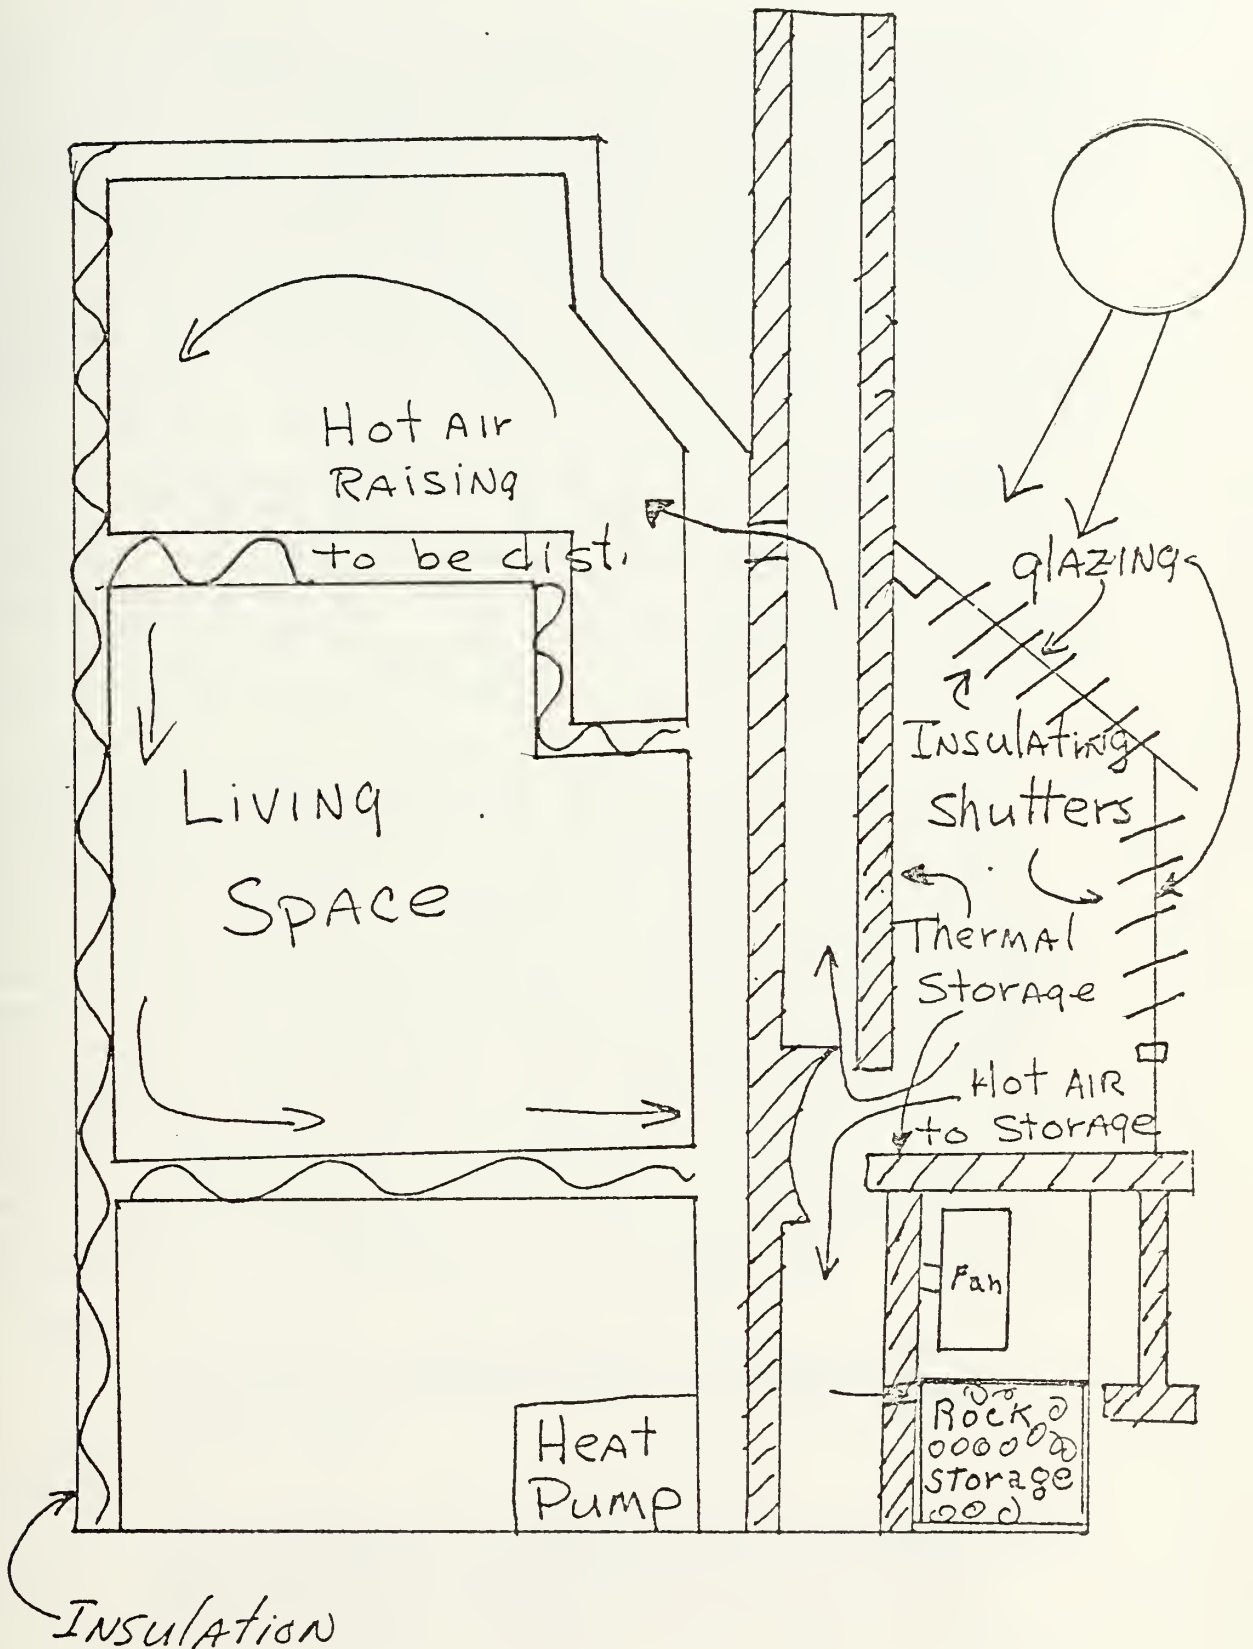 Hot Air
Raising
to be dist.
glazing
Insulating
Shutters
Living
Space
Thermal
Storage
Hot Air
to Storage
Fan
Rock
Storage
Heat
Pump
Insulation